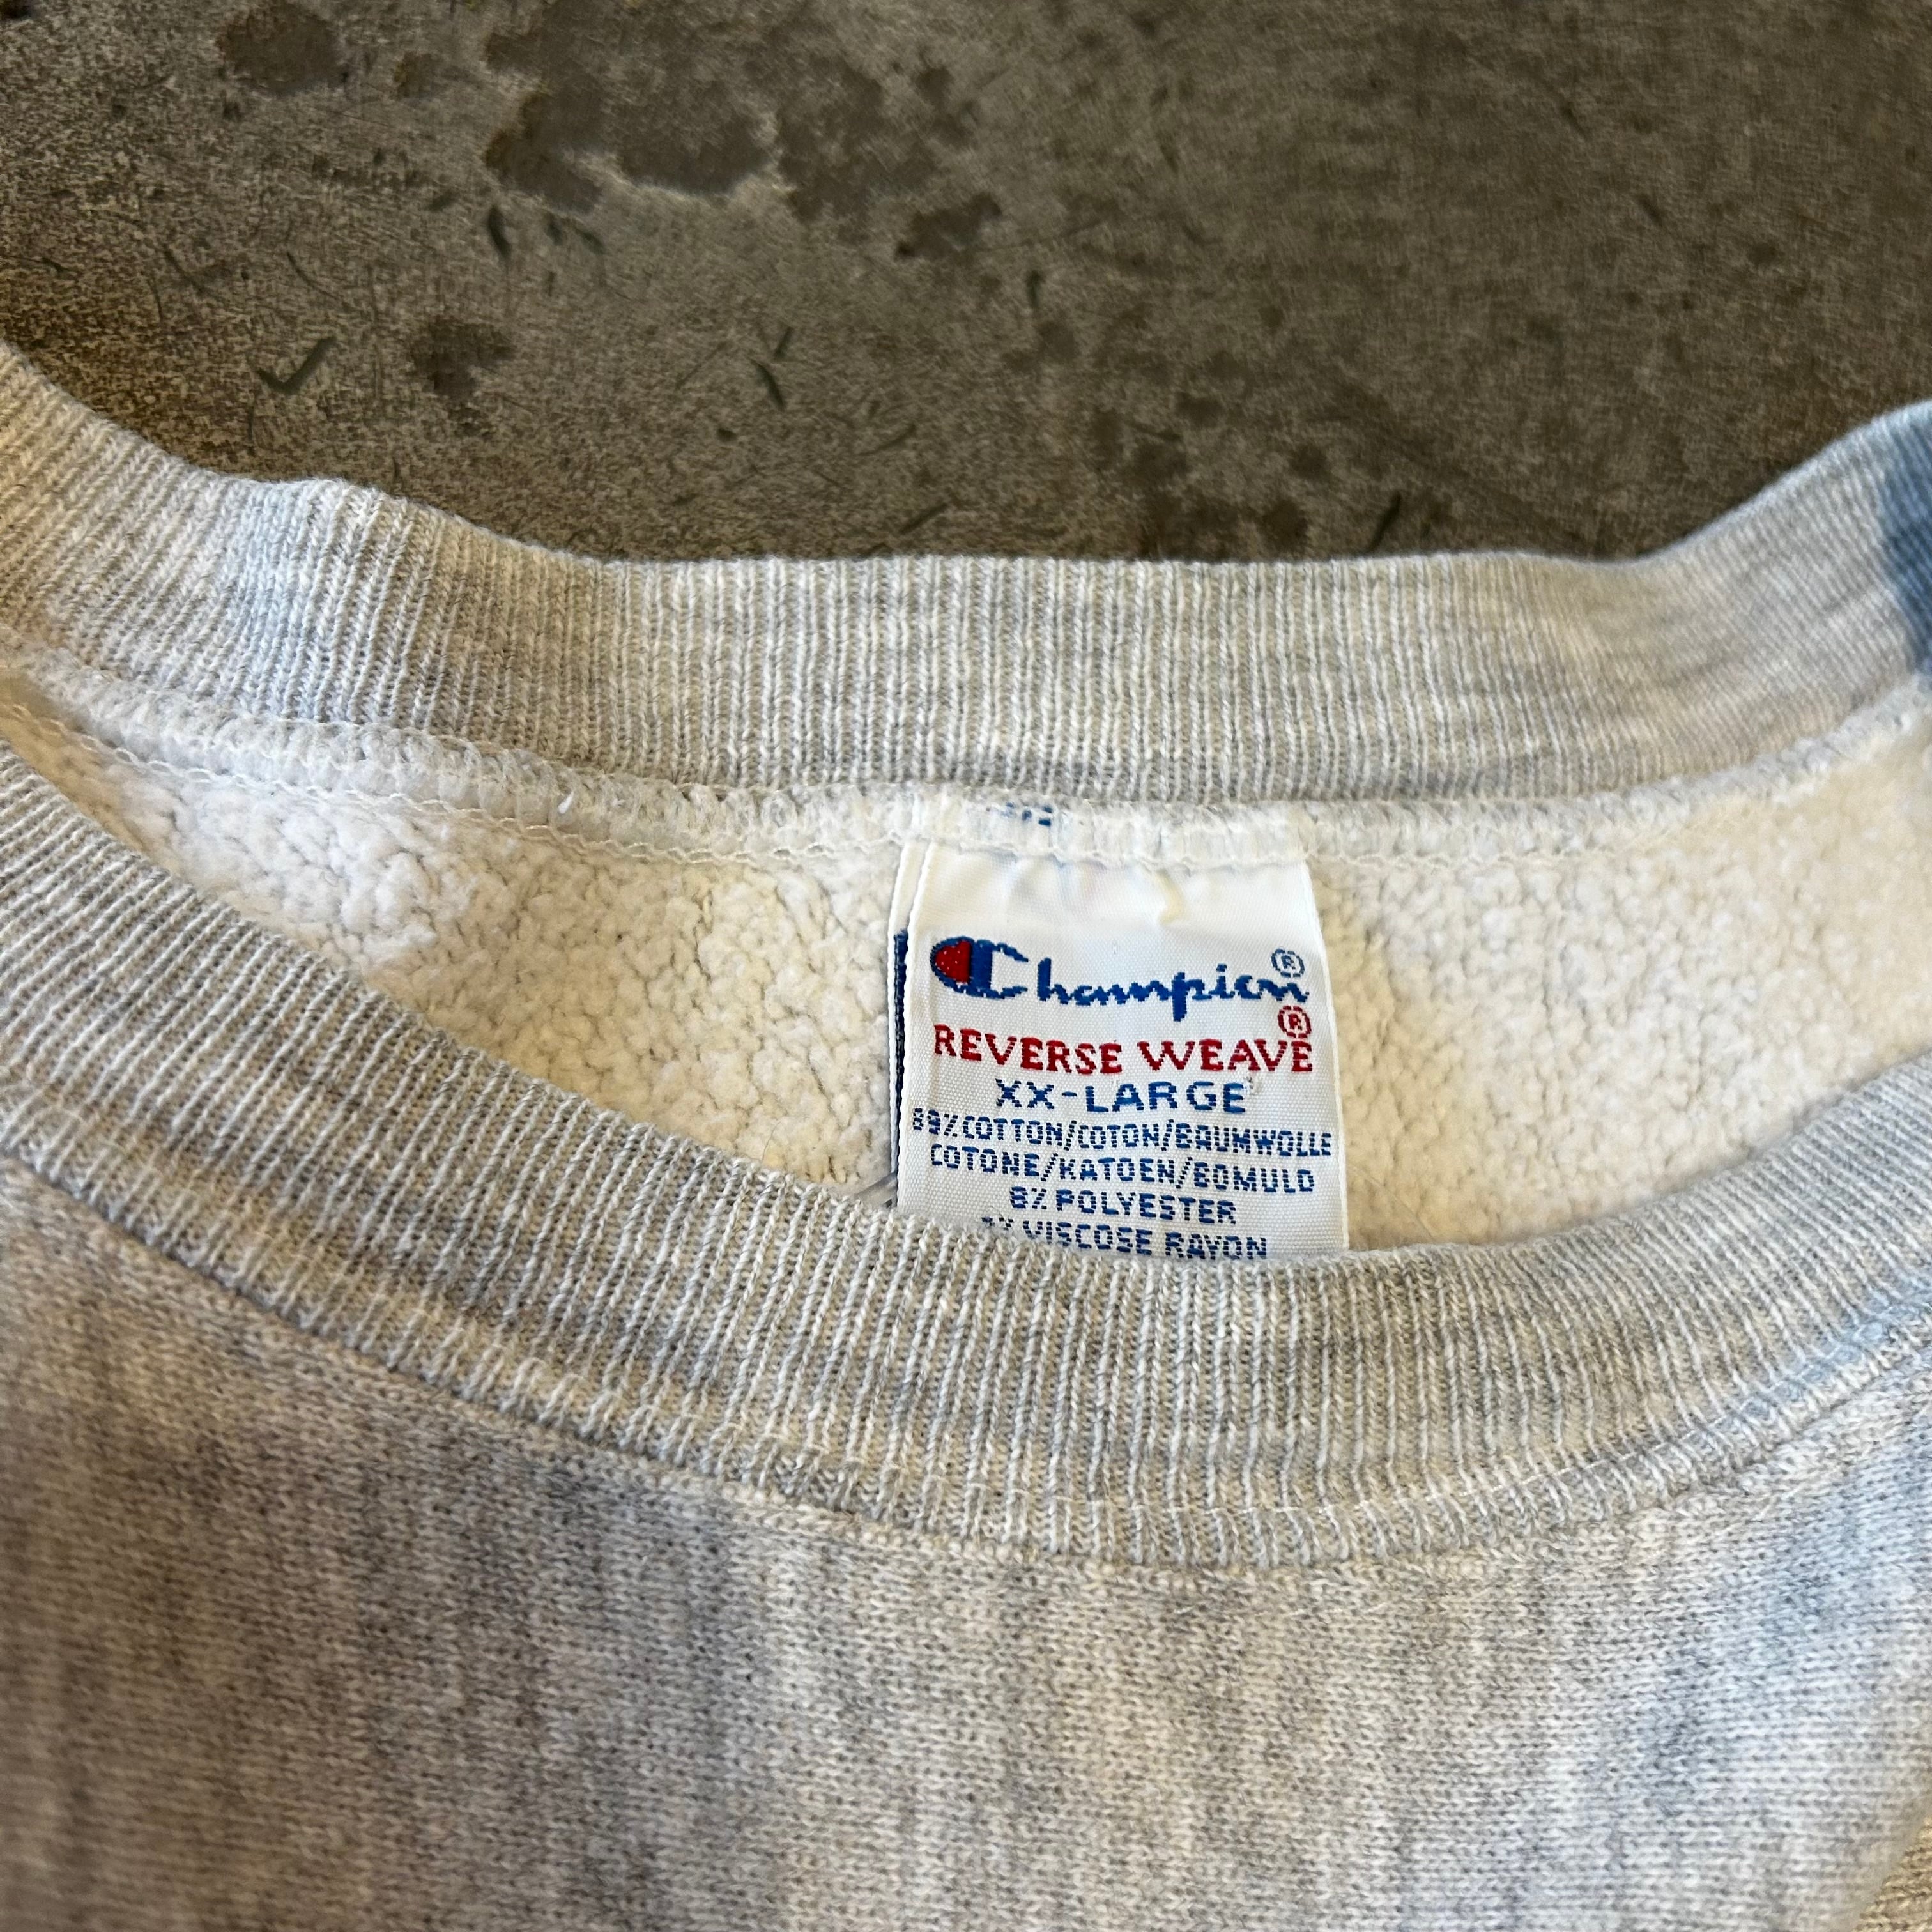 Champion®
REVERSE WEAVE®
XX-LARGE
89% COTTON/COTON/BAUMWOLLE
COTONE/KATOEN/BOMULD
8% POLYESTER
VISCOSE RAYON